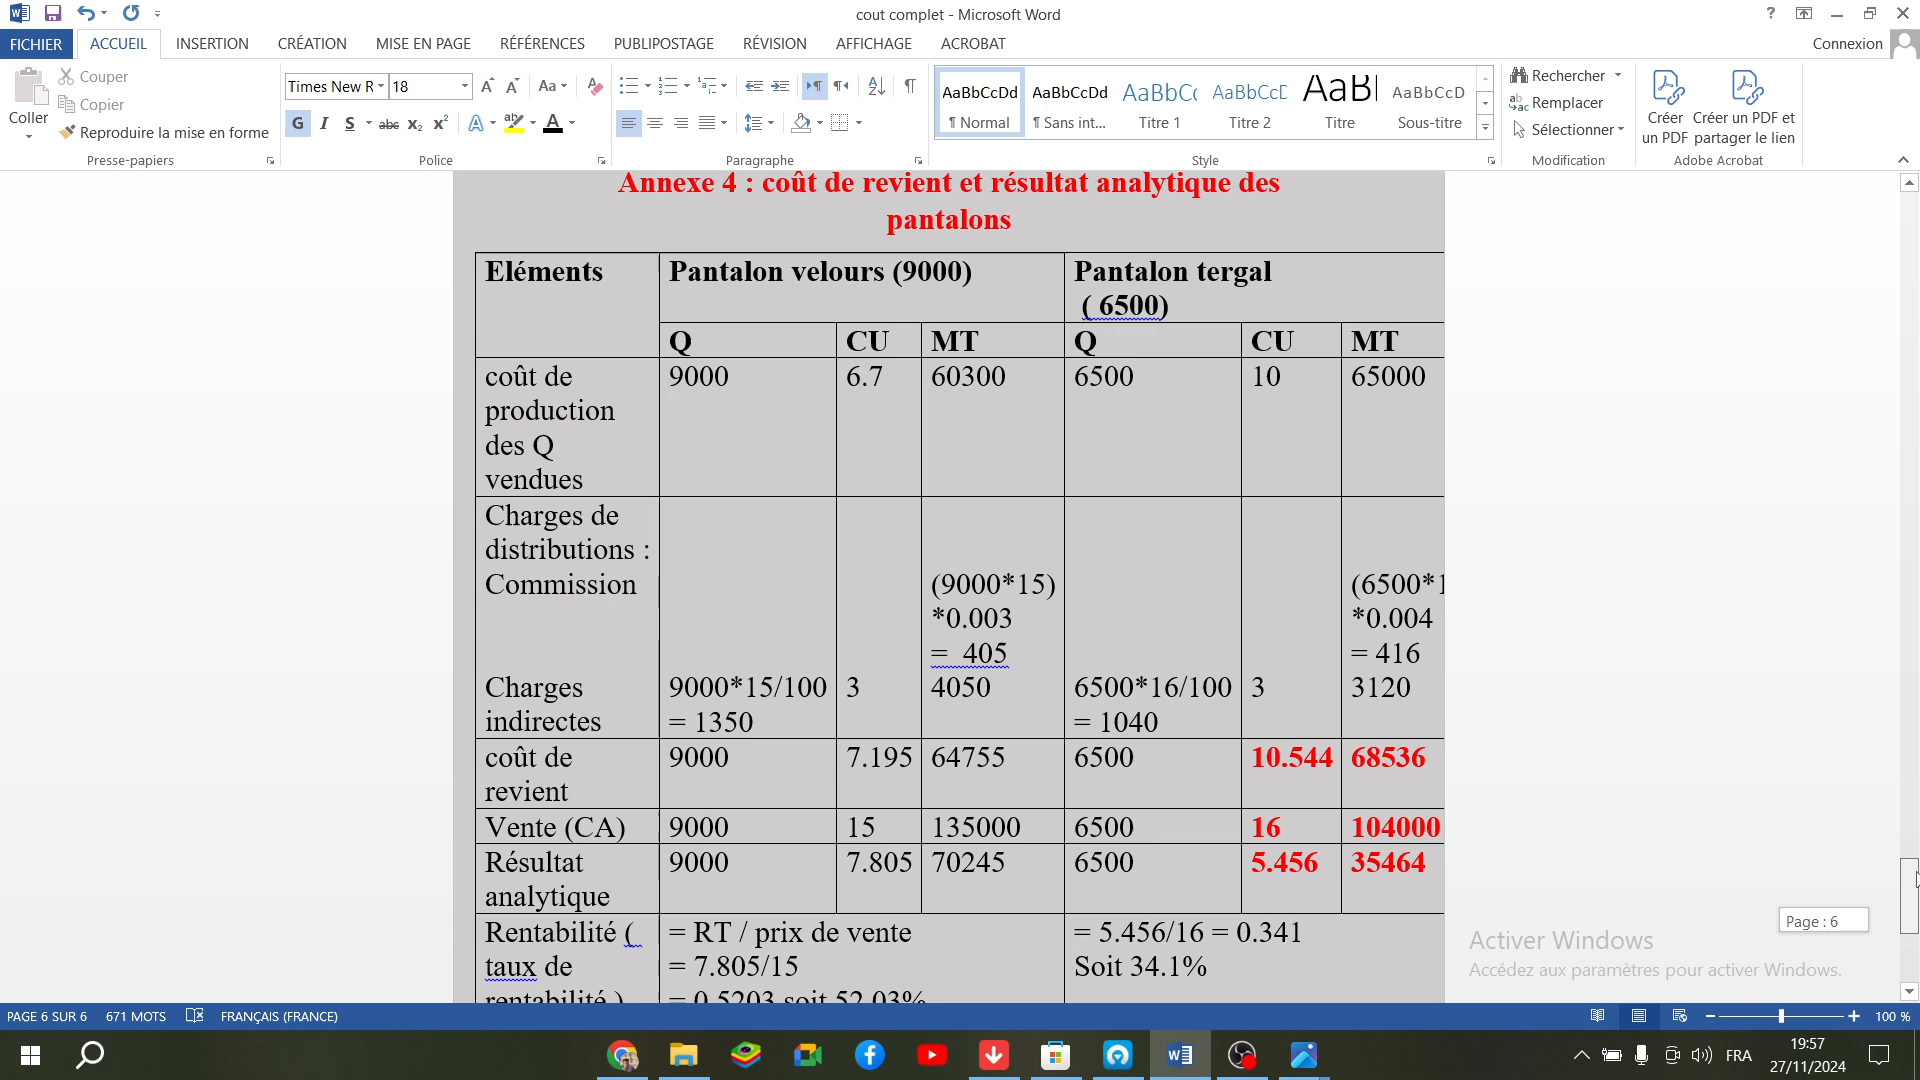 cout complet - Microsoft Word
FICHIER ACCUEIL INSERTION CRÉATION MISE EN PAGE RÉFÉRENCES PUBLIPOSTAGE RÉVISION AFFICHAGE ACROBAT Connexion
Coller
Couper
Copier
Reproduire la mise en forme
Presse-papiers
Times New R 18
Police
Paragraphe
AaBbCcDd AaBbCcDd AaBbCc AaBbCcC AaBl AaBbCcD
¶ Normal ¶ Sans int... Titre 1 Titre 2 Titre Sous-titre
Style
Rechercher
Remplacer
Sélectionner
Modification
Créer un PDF
Créer un PDF et partager le lien
Adobe Acrobat
Annexe 4 : coût de revient et résultat analytique des
pantalons
Eléments Pantalon velours (9000) Pantalon tergal
( 6500)
Q CU MT Q CU MT
coût de 9000 6.7 60300 6500 10 65000
production
des Q
vendues
Charges de
distributions :
Commission (9000*15) (6500*1
*0.003 *0.004
= 405 = 416
Charges 9000*15/100 3 4050 6500*16/100 3 3120
indirectes = 1350 = 1040
coût de 9000 7.195 64755 6500 10.544 68536
revient
Vente (CA) 9000 15 135000 6500 16 104000
Résultat 9000 7.805 70245 6500 5.456 35464
analytique
Rentabilité ( = RT / prix de vente = 5.456/16 = 0.341
taux de = 7.805/15 Soit 34.1%
rentabilité ) = 0.5203 soit 52.03%
Page : 6
Activer Windows
Accédez aux paramètres pour activer Windows.
PAGE 6 SUR 6 671 MOTS FRANÇAIS (FRANCE) 100 %
FRA
19:57
27/11/2024